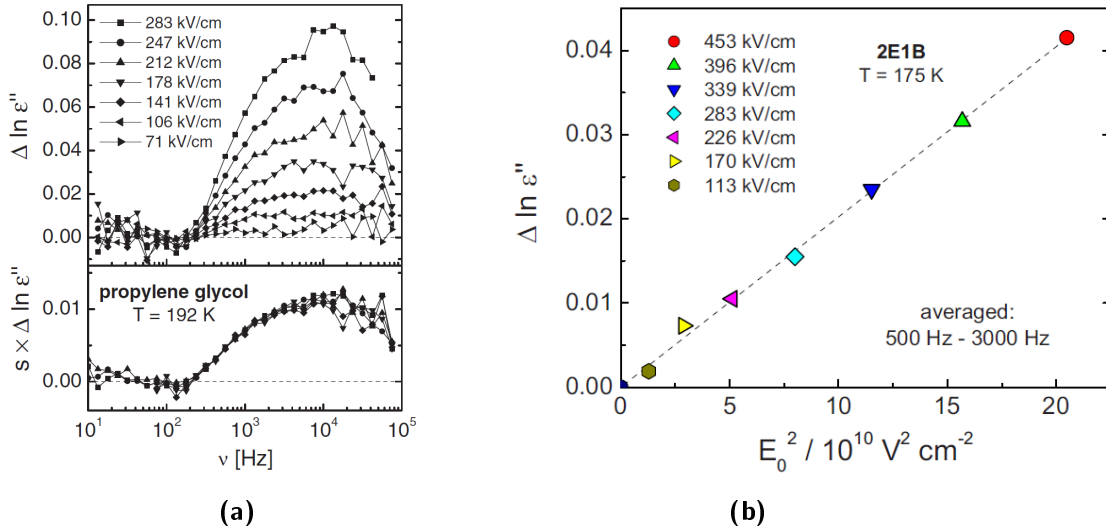 0.10
0.08
0.06
0.04
0.02
0.00
Δ ln ε''
283 kV/cm
247 kV/cm
212 kV/cm
178 kV/cm
141 kV/cm
106 kV/cm
71 kV/cm
0.01
0.00
s × Δ ln ε''
propylene glycol
T = 192 K
10¹ 10² 10³ 10⁴ 10⁵
ν [Hz]
(a)
0.04
0.03
0.02
0.01
0.00
Δ ln ε''
453 kV/cm
396 kV/cm
339 kV/cm
283 kV/cm
226 kV/cm
170 kV/cm
113 kV/cm
2E1B
T = 175 K
averaged:
500 Hz - 3000 Hz
0 5 10 15 20
E₀² / 10¹⁰ V² cm⁻²
(b)